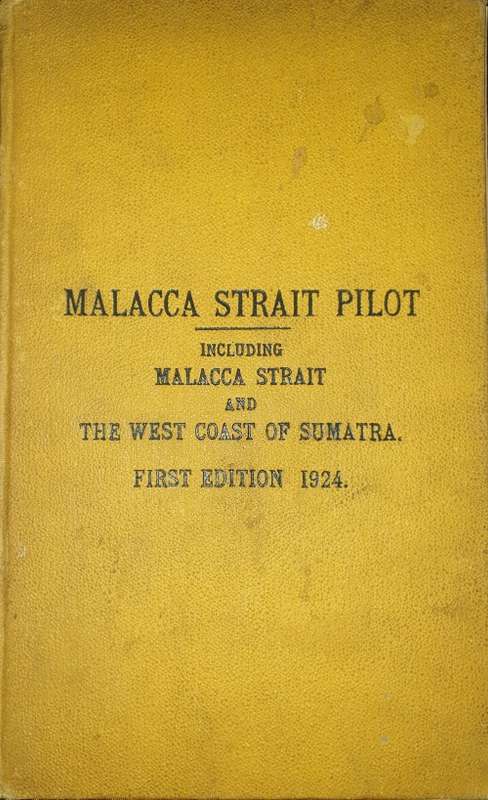 MALACCA STRAIT PILOT
INCLUDING
MALACCA STRAIT
AND
THE WEST COAST OF SUMATRA.
FIRST EDITION 1924.